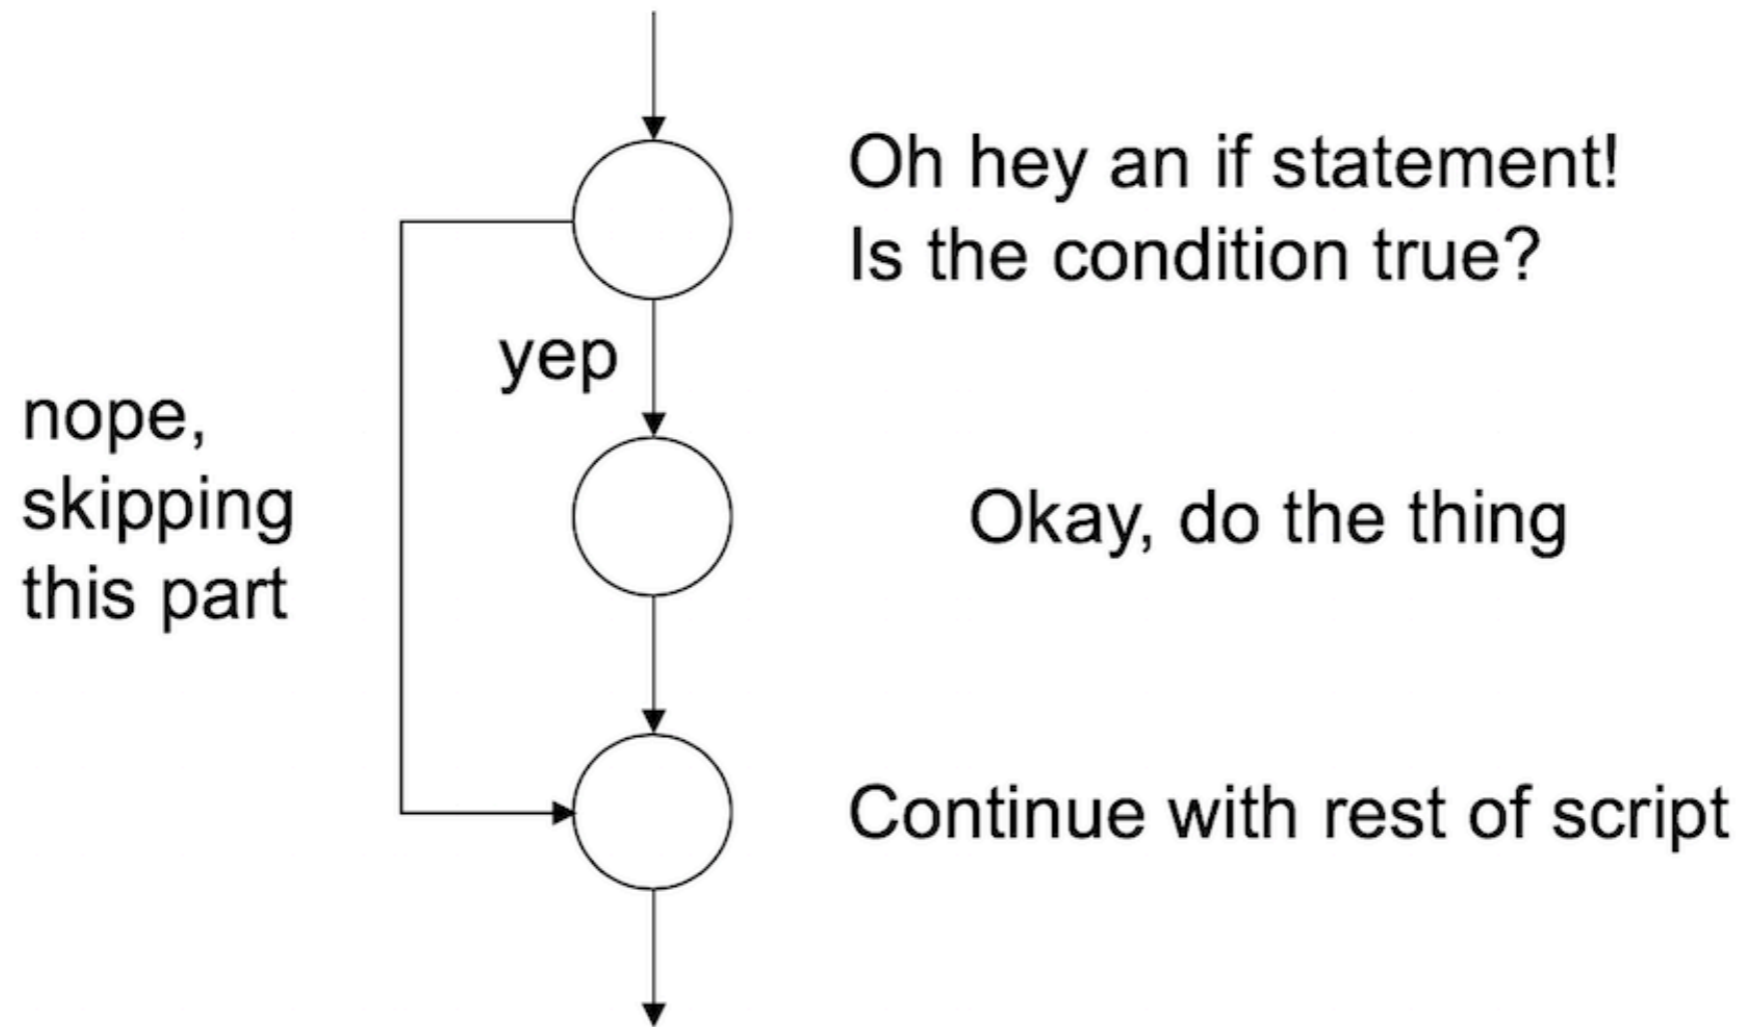 Oh hey an if statement!
Is the condition true?
yep
nope,
skipping
this part
Okay, do the thing
Continue with rest of script